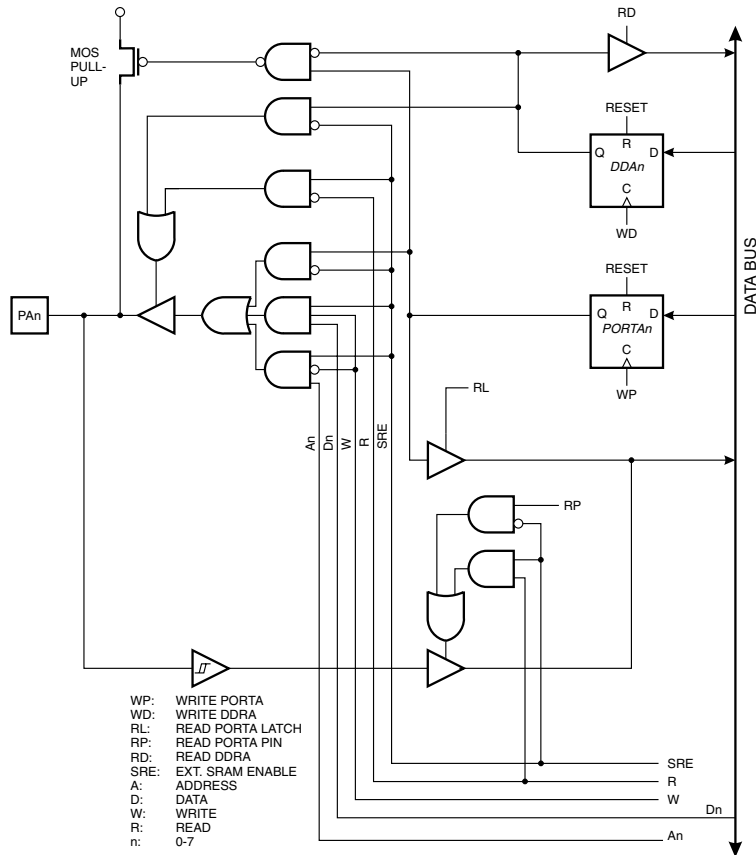 RD
MOS
PULL-
UP
RESET
R
Q
D
DDAn
C
WD
DATA BUS
RESET
R
Q
D
PORTAn
C
WP
PAn
RL
An
Dn
W
R
SRE
RP
WP: WRITE PORTA
WD: WRITE DDRA
RL: READ PORTA LATCH
RP: READ PORTA PIN
RD: READ DDRA
SRE: EXT. SRAM ENABLE
A: ADDRESS
D: DATA
W: WRITE
R: READ
n: 0-7
SRE
R
W
Dn
An